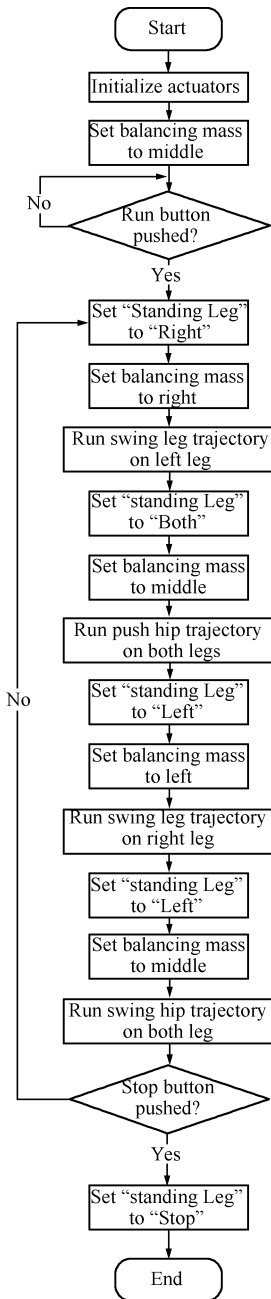 Start
Initialize actuators
Set balancing mass
to middle
No
Run button
pushed?
Yes
Set “Standing Leg”
to “Right”
Set balancing mass
to right
Run swing leg trajectory
on left leg
Set “standing Leg”
to “Both”
Set balancing mass
to middle
Run push hip trajectory
on both legs
No
Set “standing Leg”
to “Left”
Set balancing mass
to left
Run swing leg trajectory
on right leg
Set “standing Leg”
to “Left”
Set balancing mass
to middle
Run swing hip trajectory
on both leg
Stop button
pushed?
Yes
Set “standing Leg”
to “Stop”
End